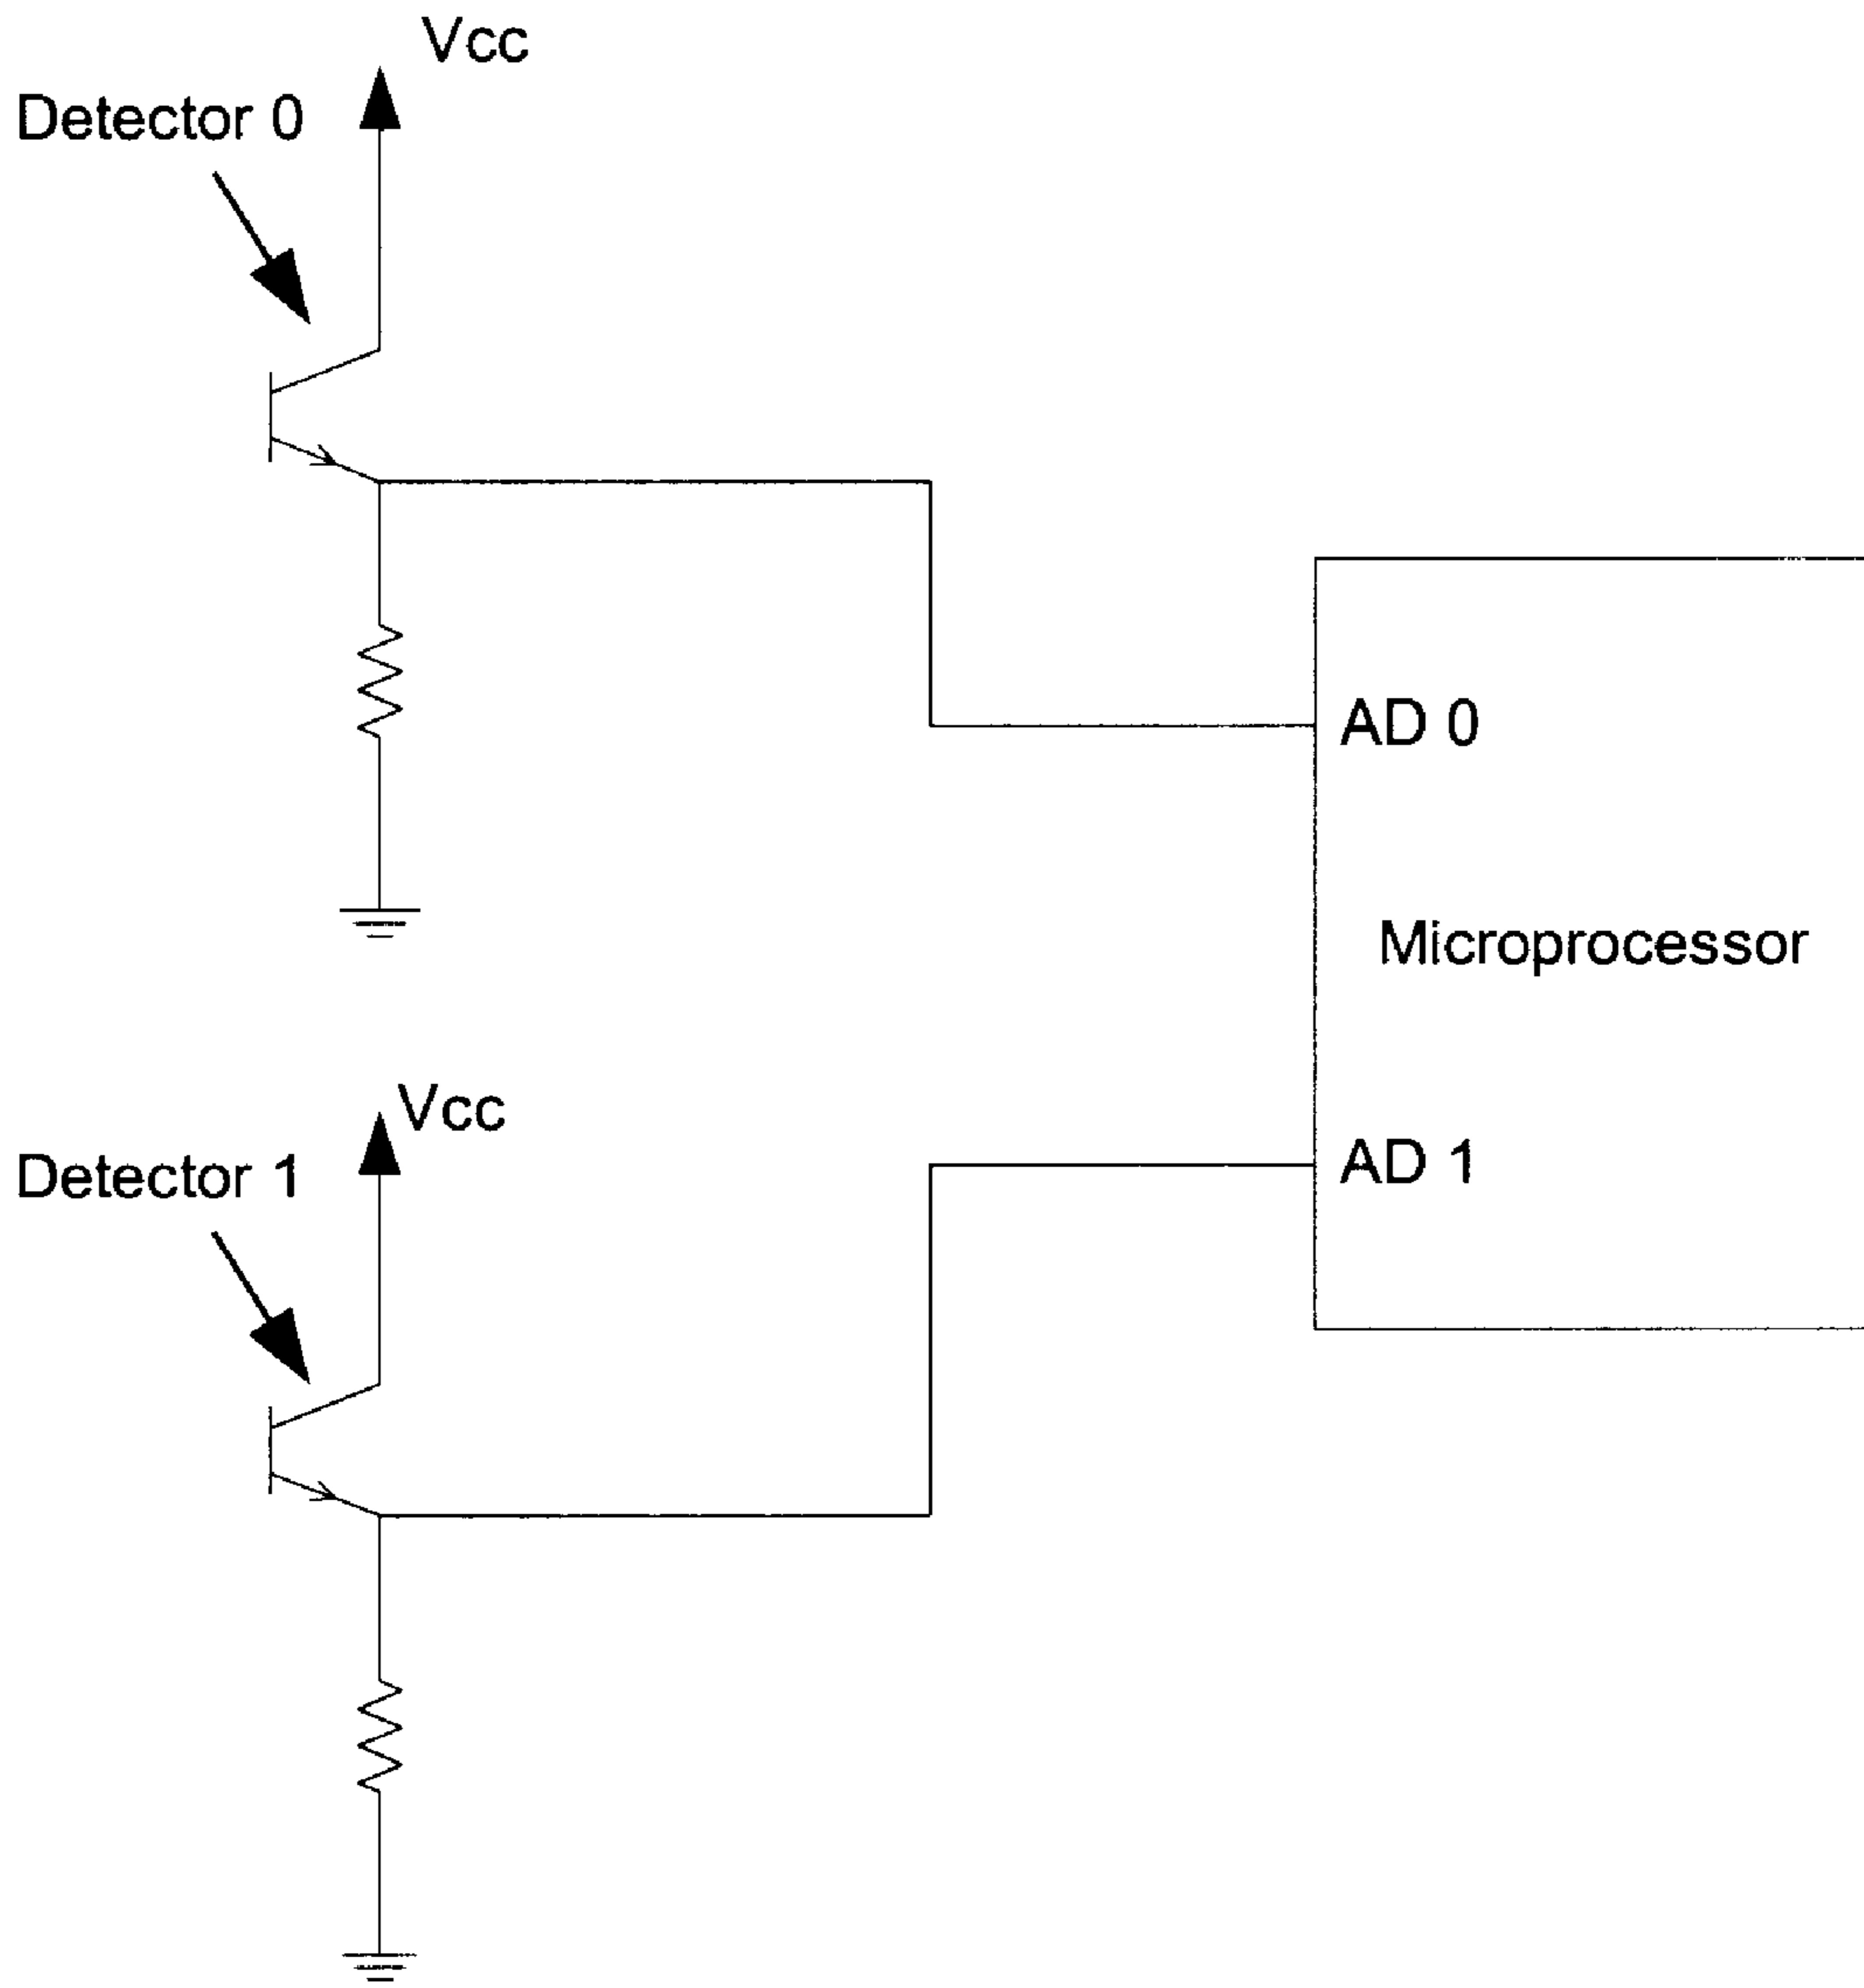 Vcc
Detector 0
AD 0
Microprocessor
Vcc
AD 1
Detector 1